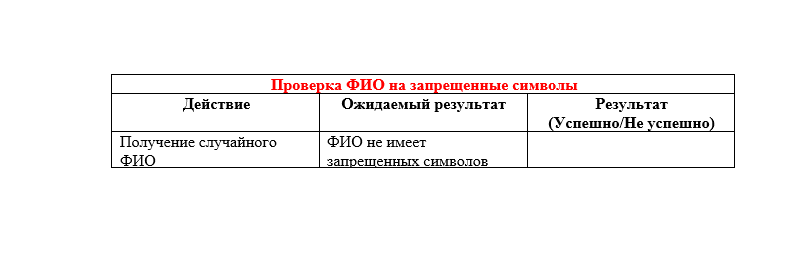 Проверка ФИО на запрещенные символы
Действие
Ожидаемый результат
Результат
(Успешно/Не успешно)
Получение случайного
ФИО
ФИО не имеет
запрещенных символов